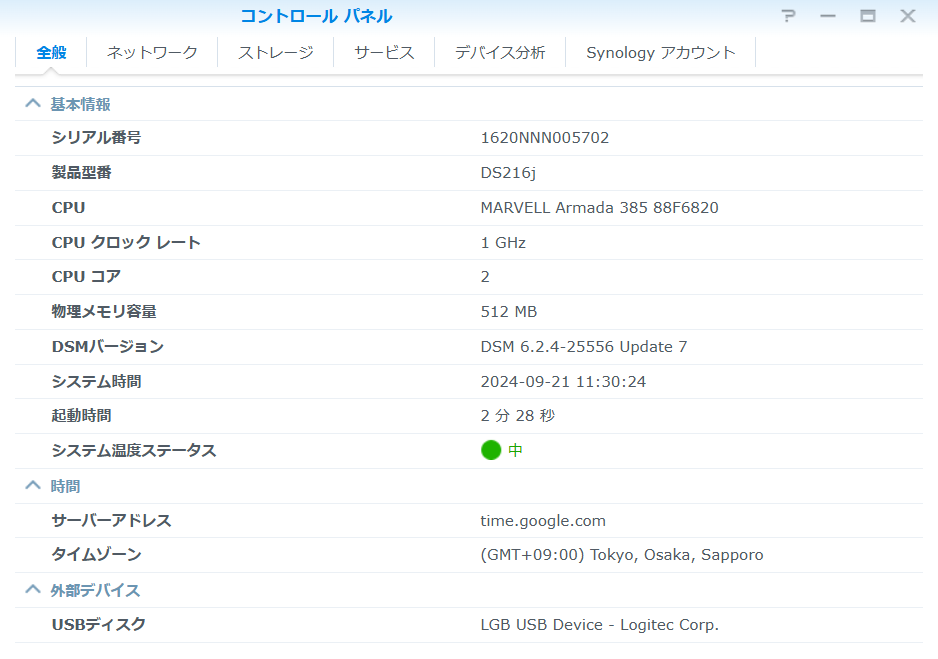 コントロール パネル
全般 ネットワーク ストレージ サービス デバイス分析 Synology アカウント
基本情報
シリアル番号 1620NNN005702
製品型番 DS216j
CPU MARVELL Armada 385 88F6820
CPU クロック レート 1 GHz
CPU コア 2
物理メモリ容量 512 MB
DSMバージョン DSM 6.2.4-25556 Update 7
システム時間 2024-09-21 11:30:24
起動時間 2 分 28 秒
システム温度ステータス 中
時間
サーバーアドレス time.google.com
タイムゾーン (GMT+09:00) Tokyo, Osaka, Sapporo
外部デバイス
USBディスク LGB USB Device - Logitec Corp.